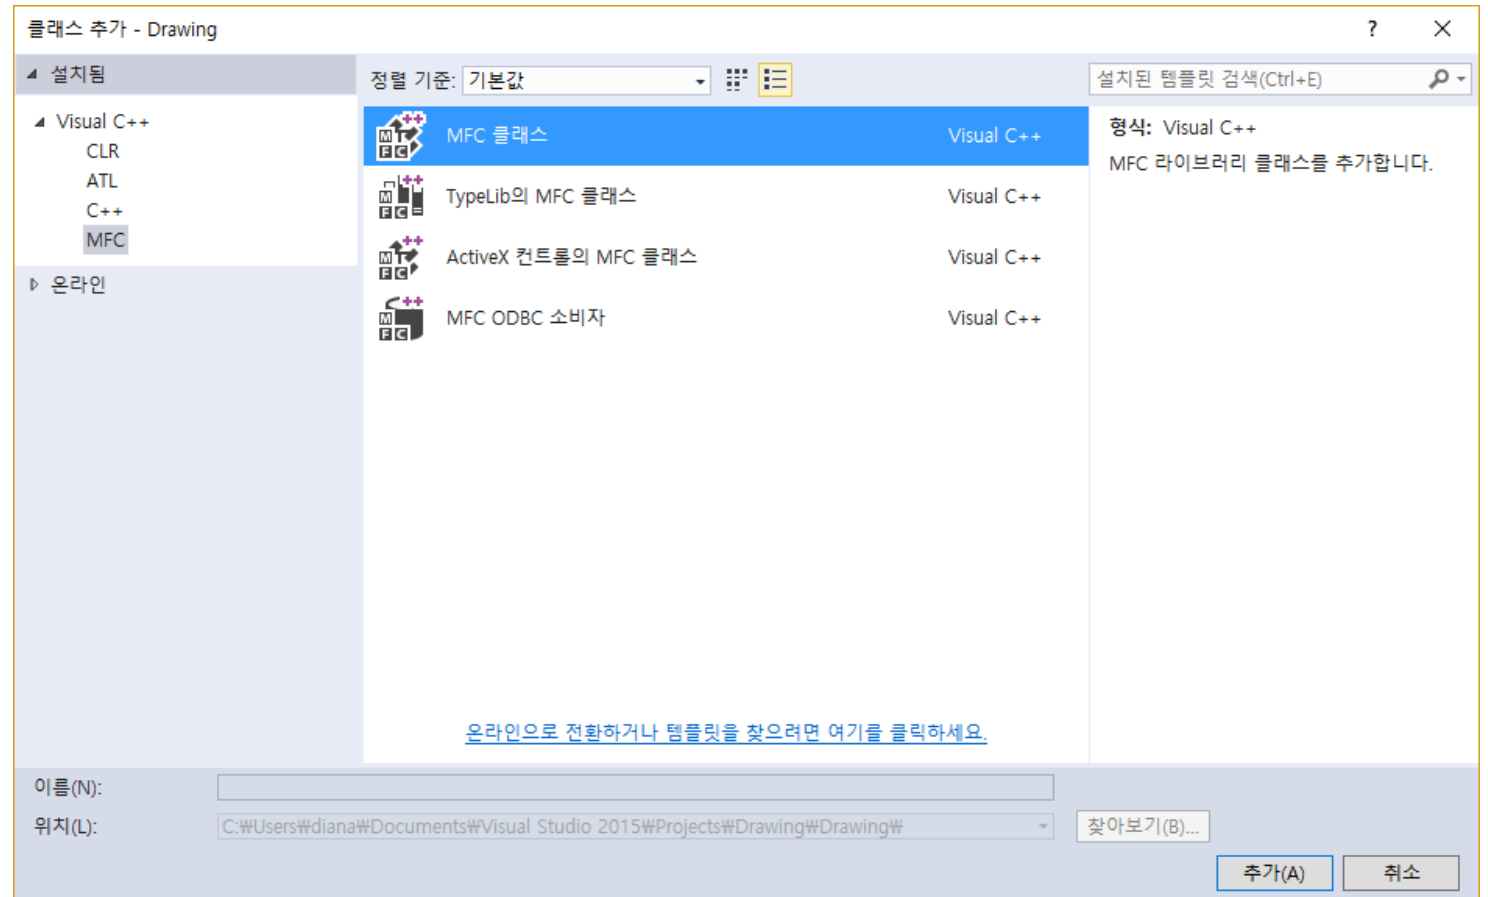 클래스 추가 - Drawing
?
설치됨
정렬 기준: 기본값
설치된 템플릿 검색(Ctrl+E)
Visual C++
CLR
ATL
C++
MFC
온라인
MFC 클래스 Visual C++
TypeLib의 MFC 클래스 Visual C++
ActiveX 컨트롤의 MFC 클래스 Visual C++
MFC ODBC 소비자 Visual C++
형식: Visual C++
MFC 라이브러리 클래스를 추가합니다.
온라인으로 전환하거나 템플릿을 찾으려면 여기를 클릭하세요.
이름(N):
위치(L): C:₩Users₩diana₩Documents₩Visual Studio 2015₩Projects₩Drawing₩Drawing₩ 찾아보기(B)...
추가(A) 취소